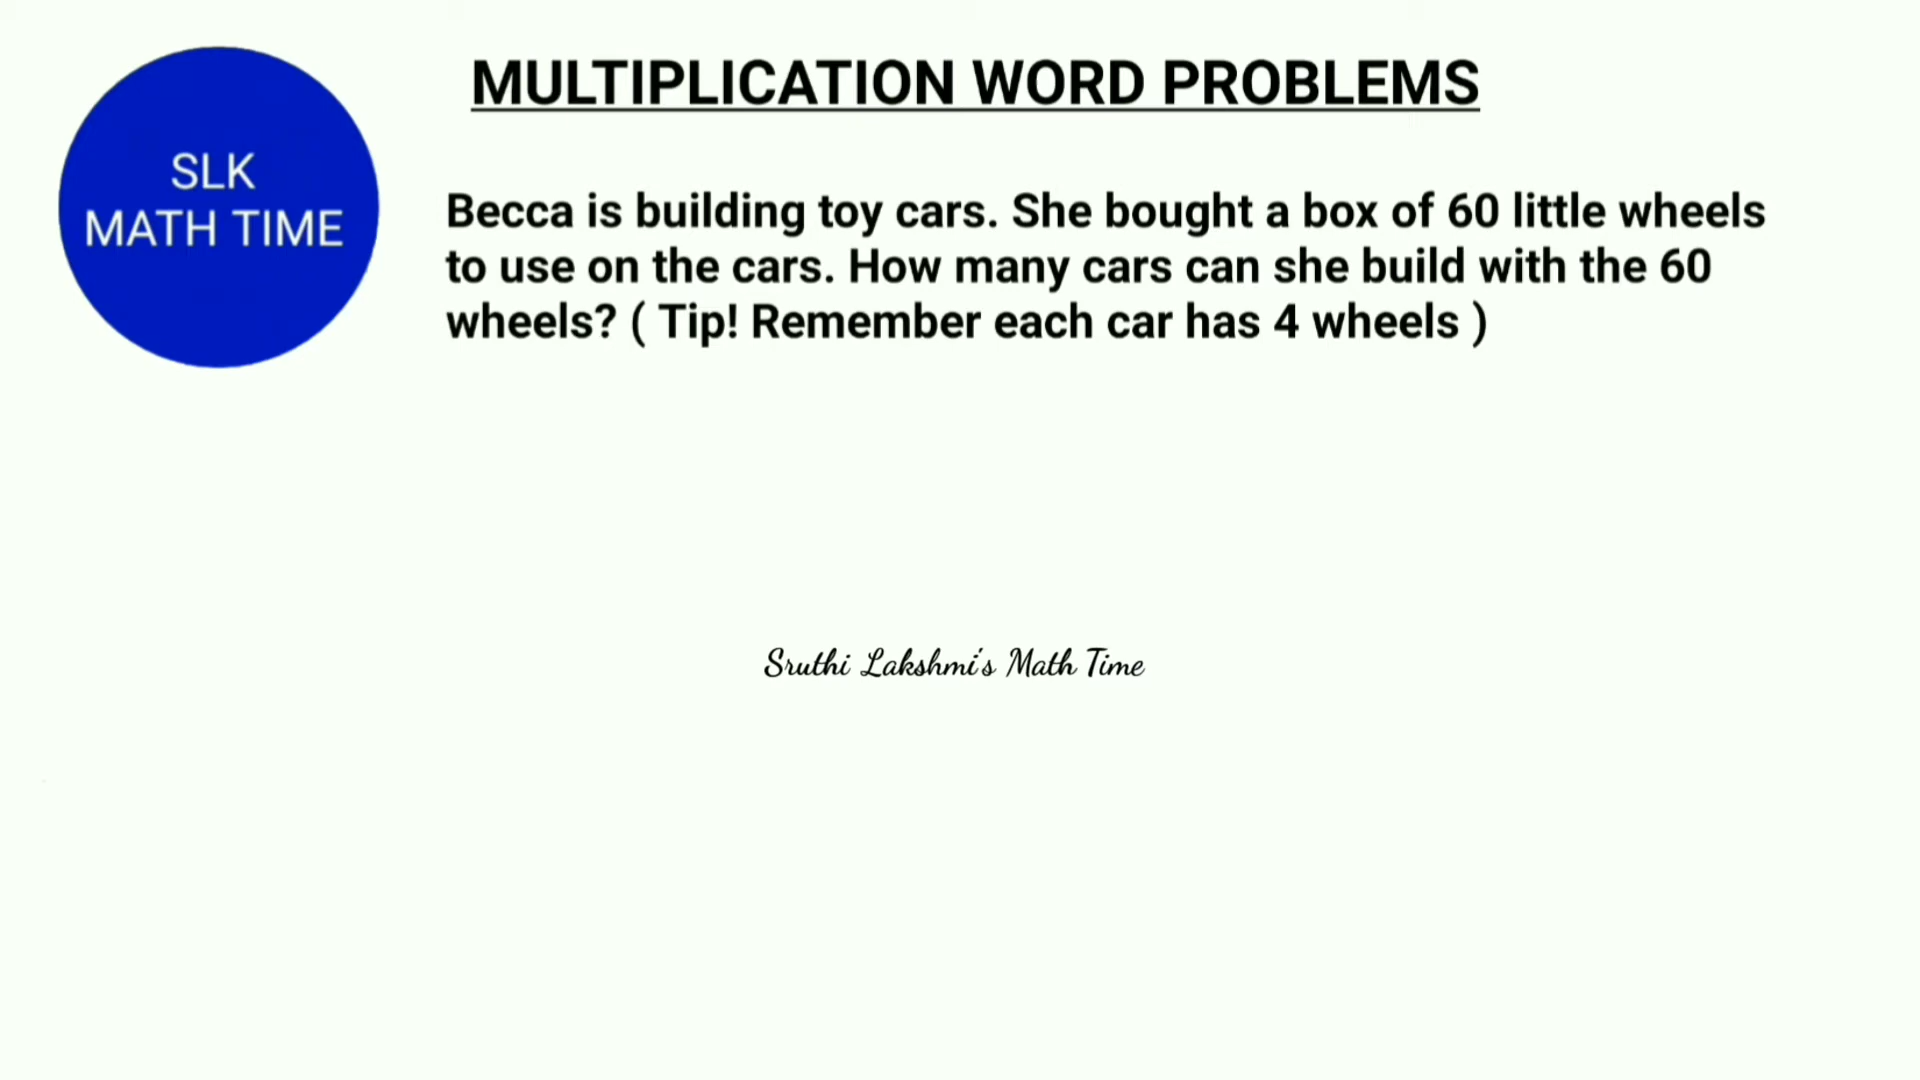 SLK
MATH TIME
MULTIPLICATION WORD PROBLEMS
Becca is building toy cars. She bought a box of 60 little wheels
to use on the cars. How many cars can she build with the 60
wheels? ( Tip! Remember each car has 4 wheels )
Sruthi Lakshmi's Math Time